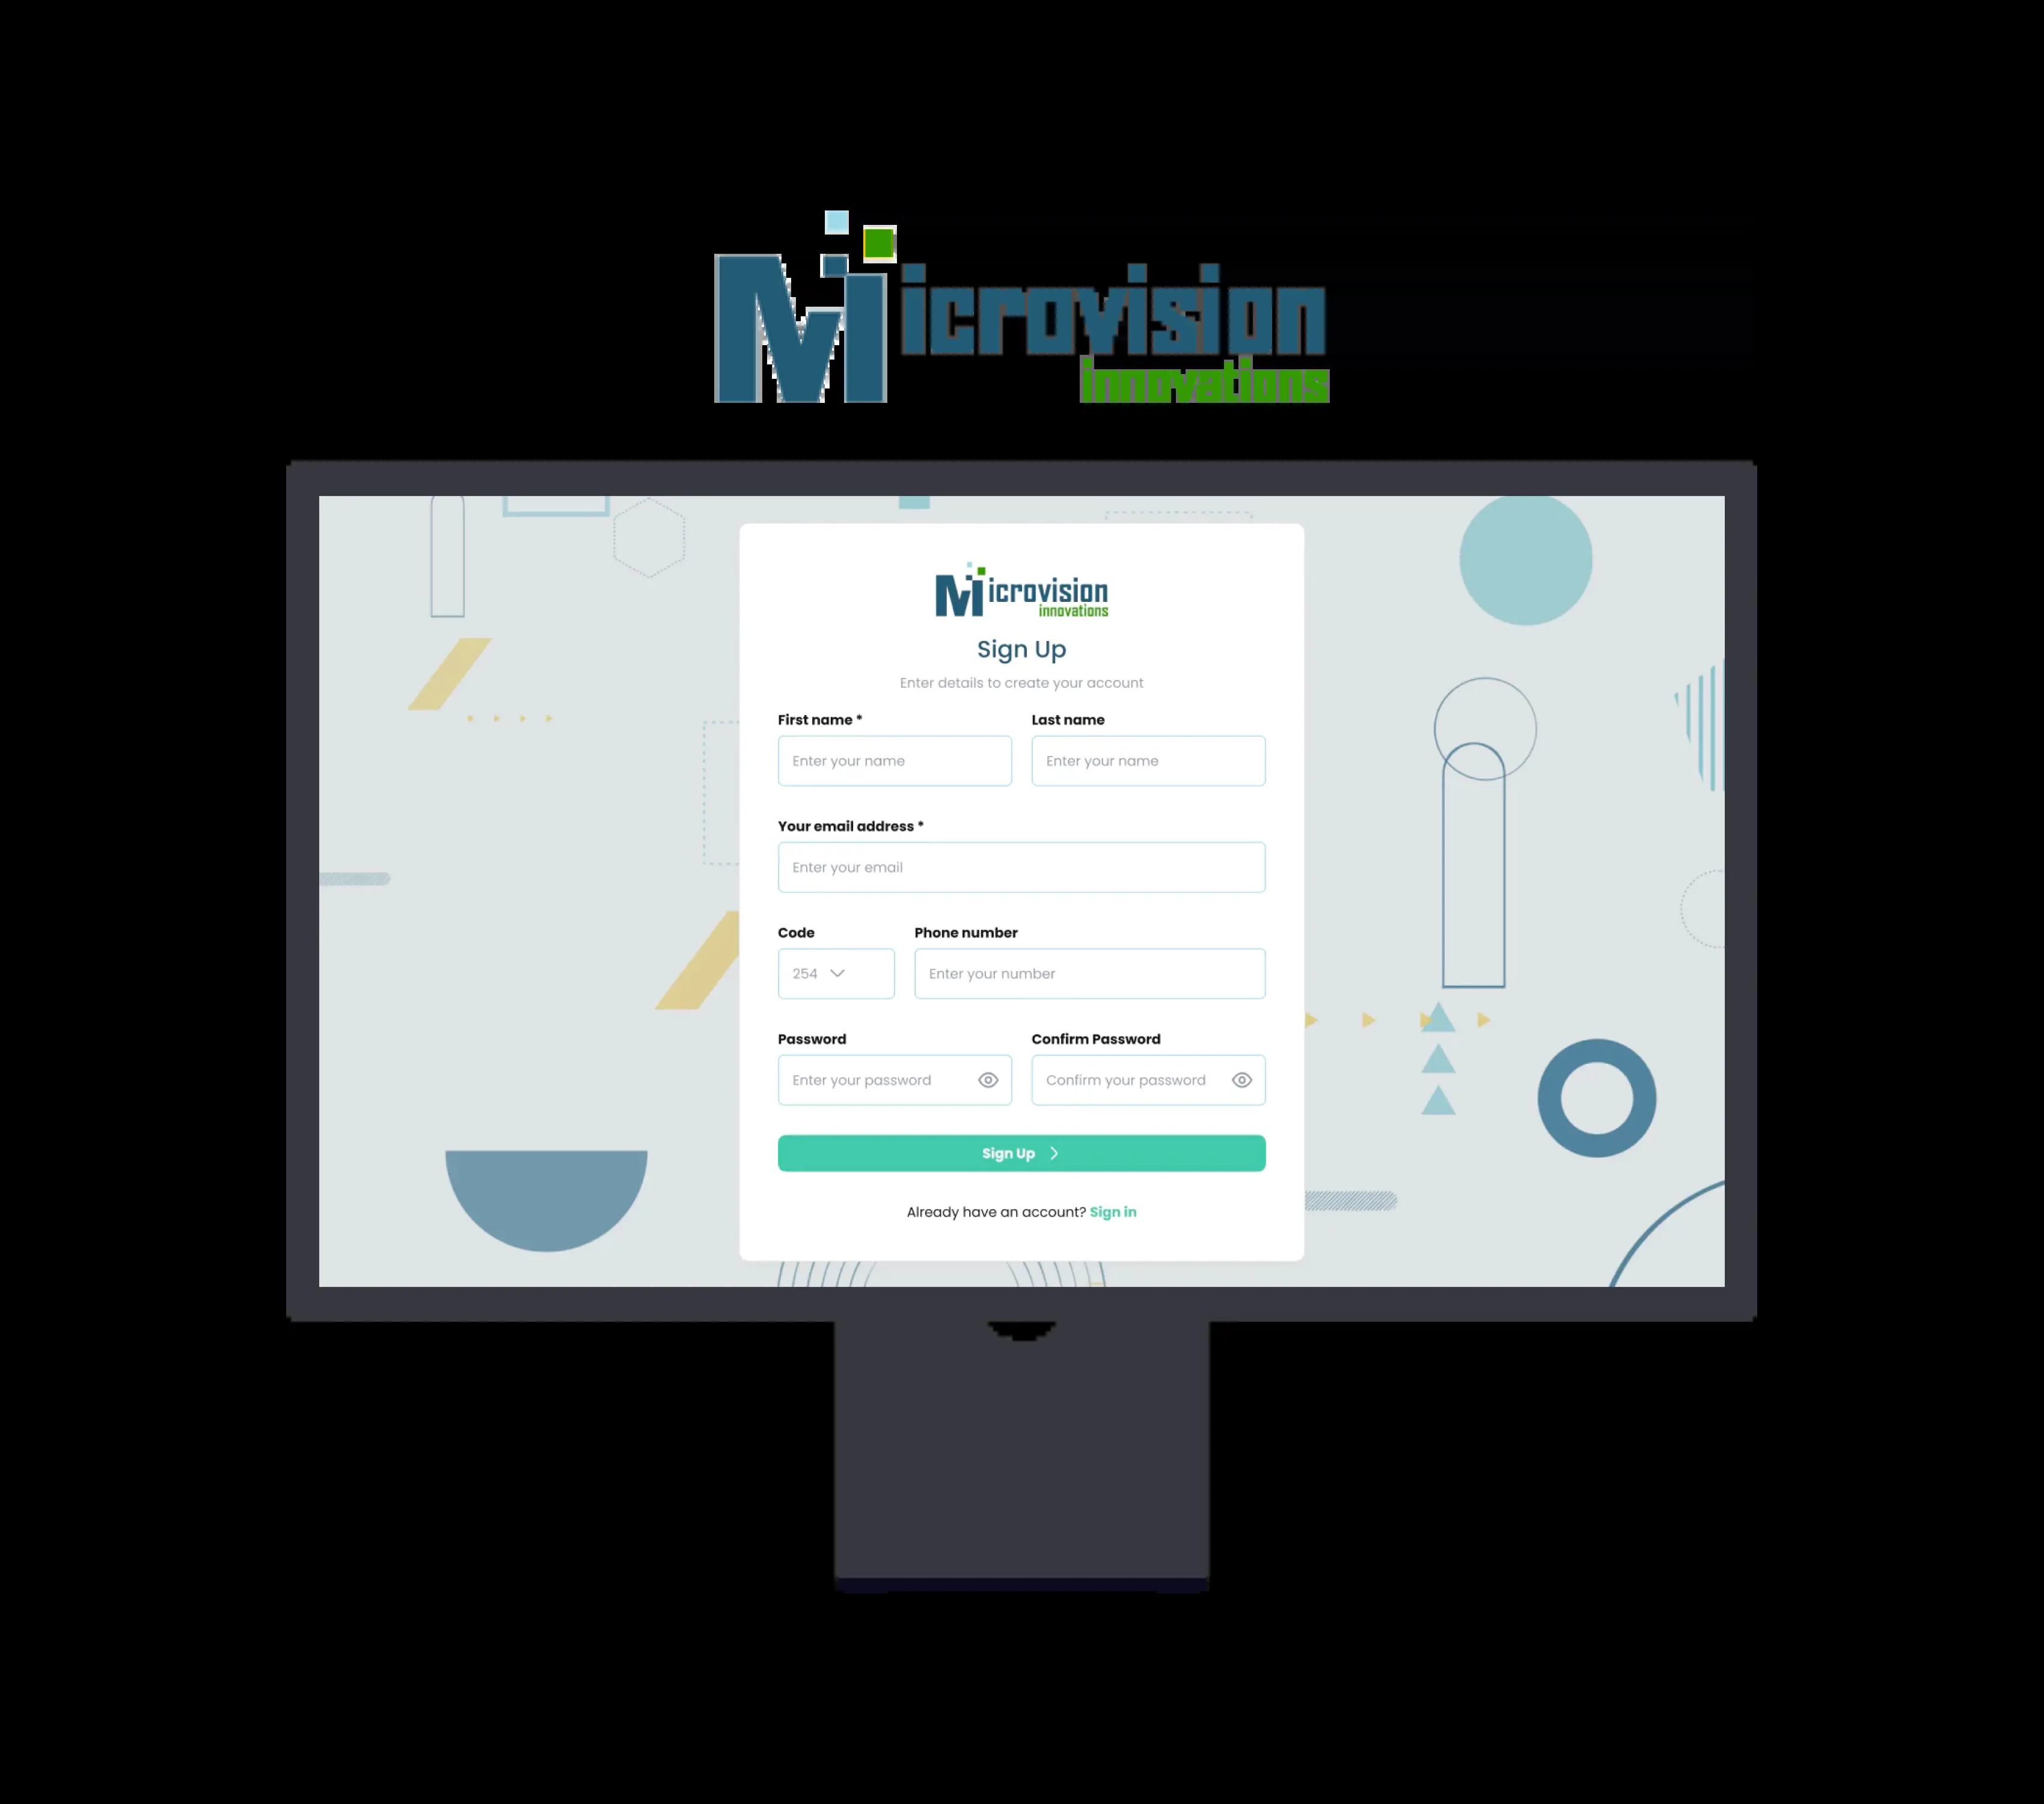 Microvision
innovations
Microvision
innovations
Sign Up
Enter details to create your account
First name * Last name
Enter your name Enter your name
Your email address *
Enter your email
Code Phone number
254 Enter your number
Password Confirm Password
Enter your password Confirm your password
Sign Up
Already have an account? Sign in